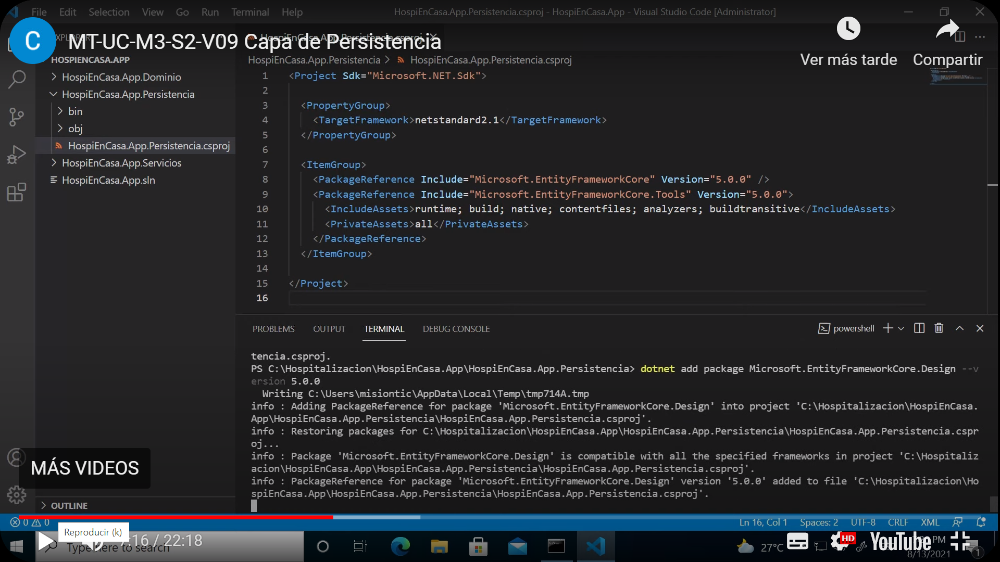 File Edit Selection View Go Run Terminal Help
HospiEnCasa.App.Persistencia.csproj - HospiEnCasa.App - Visual Studio Code [Administrator]
C
MT-UC-M3-S2-V09 Capa de Persistencia
HospiEnCasa.App.Persistencia.csproj
Ver más tarde
Compartir
HOSPIENCASA.APP
HospiEnCasa.App.Dominio
HospiEnCasa.App.Persistencia
bin
obj
HospiEnCasa.App.Persistencia.csproj
HospiEnCasa.App.Servicios
HospiEnCasa.App.sln
OUTLINE
HospiEnCasa.App.Persistencia > HospiEnCasa.App.Persistencia.csproj
1 <Project Sdk="Microsoft.NET.Sdk">
2
3 <PropertyGroup>
4 <TargetFramework>netstandard2.1</TargetFramework>
5 </PropertyGroup>
6
7 <ItemGroup>
8 <PackageReference Include="Microsoft.EntityFrameworkCore" Version="5.0.0" />
9 <PackageReference Include="Microsoft.EntityFrameworkCore.Tools" Version="5.0.0">
10 <IncludeAssets>runtime; build; native; contentfiles; analyzers; buildtransitive</IncludeAssets>
11 <PrivateAssets>all</PrivateAssets>
12 </PackageReference>
13 </ItemGroup>
14
15 </Project>
16
PROBLEMS OUTPUT TERMINAL DEBUG CONSOLE
powershell
tencia.csproj.
PS C:\Hospitalizacion\HospiEnCasa.App\HospiEnCasa.App.Persistencia> dotnet add package Microsoft.EntityFrameworkCore.Design --v
ersion 5.0.0
Writing C:\Users\misiontic\AppData\Local\Temp\tmp714A.tmp
info : Adding PackageReference for package 'Microsoft.EntityFrameworkCore.Design' into project 'C:\Hospitalizacion\HospiEnCasa.
App\HospiEnCasa.App.Persistencia\HospiEnCasa.App.Persistencia.csproj'.
info : Restoring packages for C:\Hospitalizacion\HospiEnCasa.App\HospiEnCasa.App.Persistencia\HospiEnCasa.App.Persistencia.cspr
oj...
info : Package 'Microsoft.EntityFrameworkCore.Design' is compatible with all the specified frameworks in project 'C:\Hospitaliz
acion\HospiEnCasa.App\HospiEnCasa.App.Persistencia\HospiEnCasa.App.Persistencia.csproj'.
info : PackageReference for package 'Microsoft.EntityFrameworkCore.Design' version '5.0.0' added to file 'C:\Hospitalizacion\Ho
spiEnCasa.App\HospiEnCasa.App.Persistencia\HospiEnCasa.App.Persistencia.csproj'.
MÁS VIDEOS
0 0
Ln 16, Col 1 Spaces: 2 UTF-8 CRLF XML
Reproducir (k)
7:16 / 22:18
Type here to search
27°C
HD
YouTube
PM
8/13/2021
1